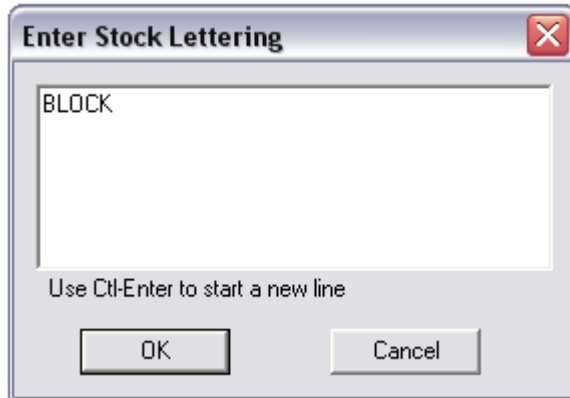 Enter Stock Lettering
BLOCK
Use Ctl-Enter to start a new line
OK
Cancel